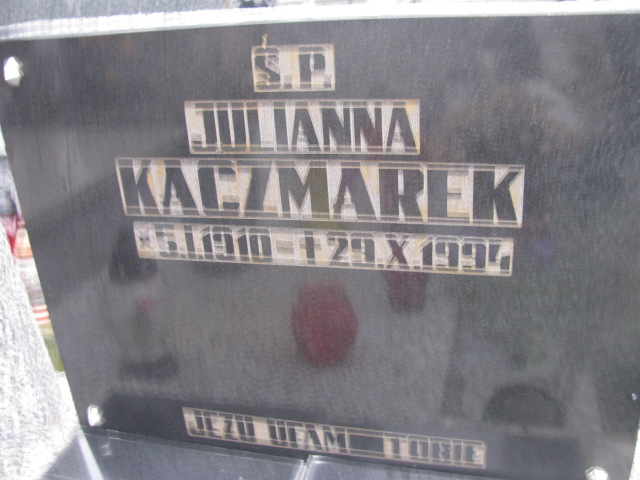 Ś.P.
JULIANNA
KACZMAREK
*5.I.1910 - †29.X.1994
JEZU UFAM TOBIE